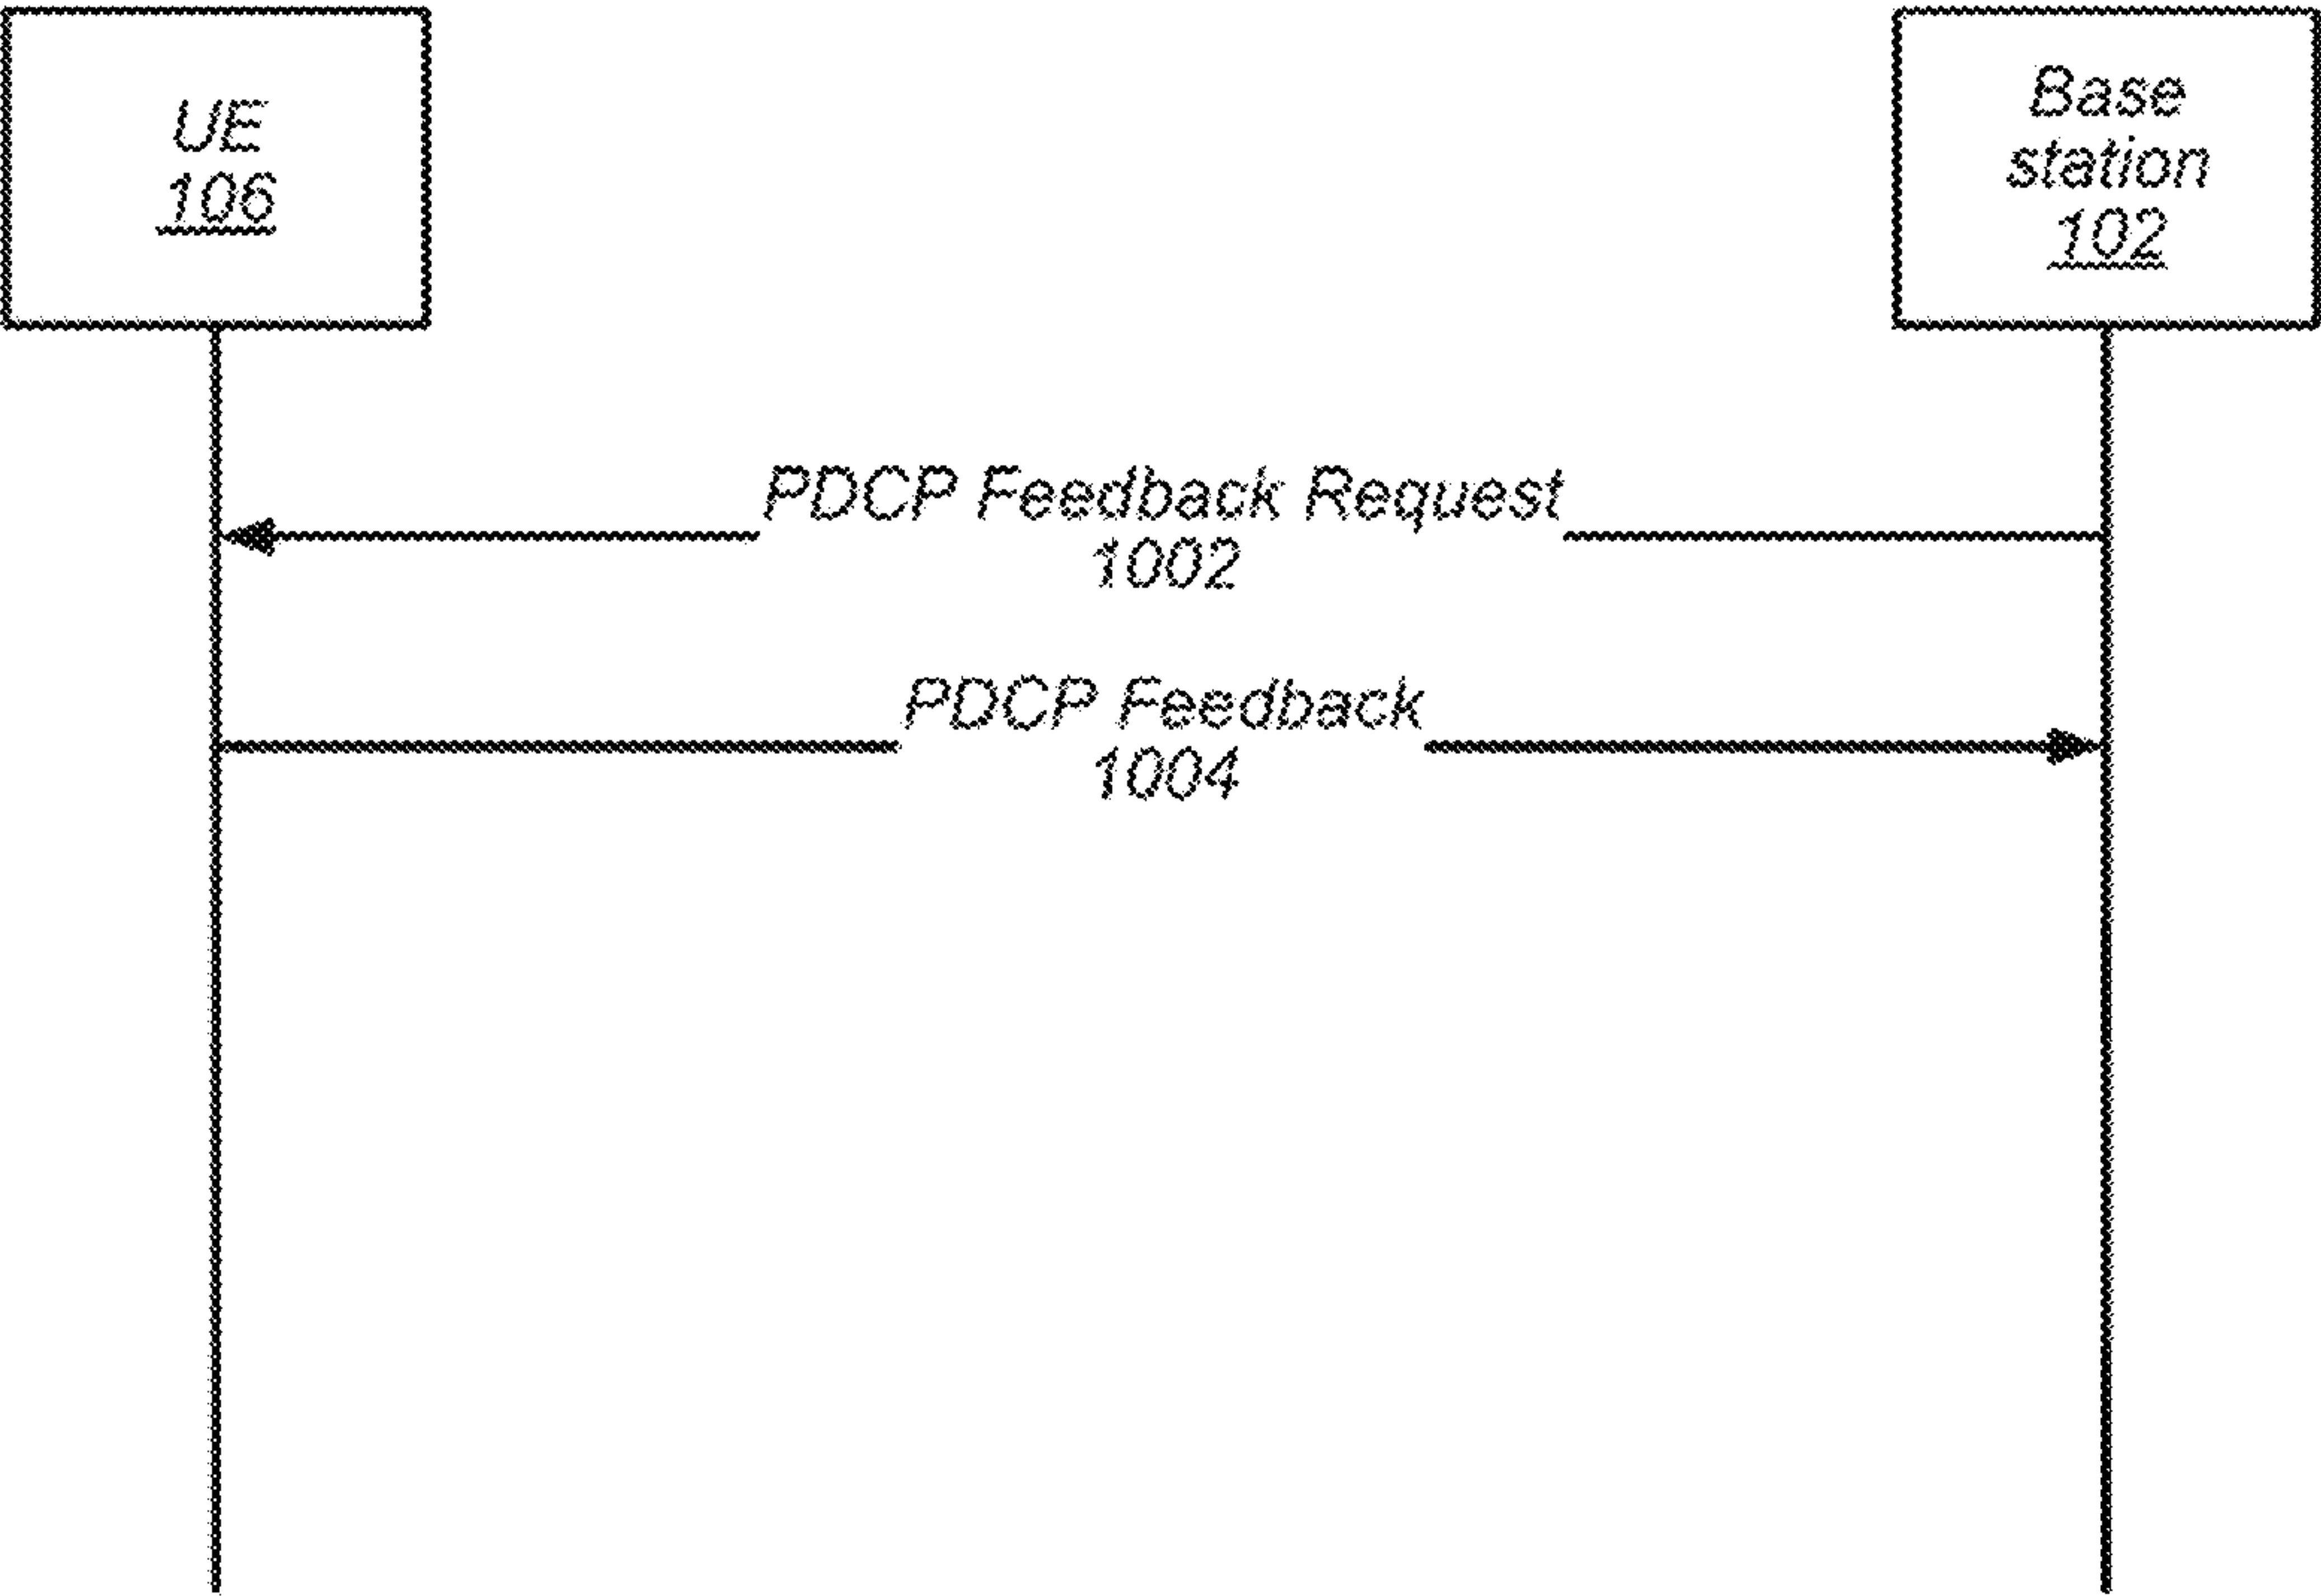 UE
106
Base
station
102
PDCP Feedback Request
1002
PDCP Feedback
1004